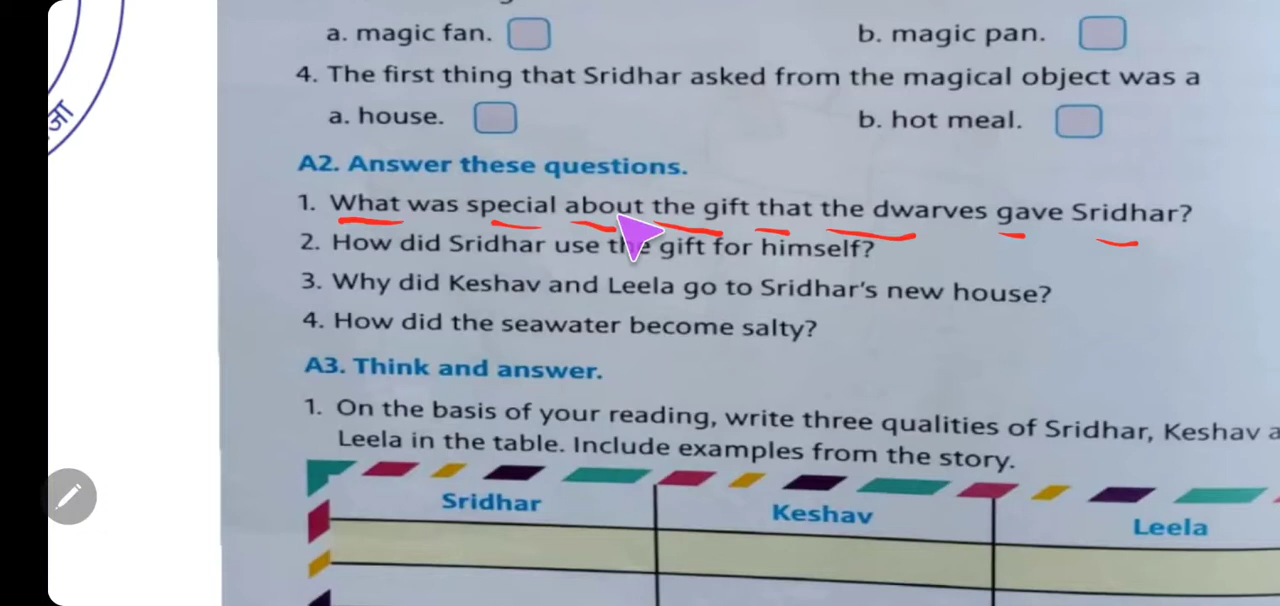 a. magic fan.
b. magic pan.
4. The first thing that Sridhar asked from the magical object was a
a. house.
b. hot meal.
A2. Answer these questions.
1. What was special about the gift that the dwarves gave Sridhar?
2. How did Sridhar use the gift for himself?
3. Why did Keshav and Leela go to Sridhar's new house?
4. How did the seawater become salty?
A3. Think and answer.
1. On the basis of your reading, write three qualities of Sridhar, Keshav a
Leela in the table. Include examples from the story.
Sridhar
Keshav
Leela